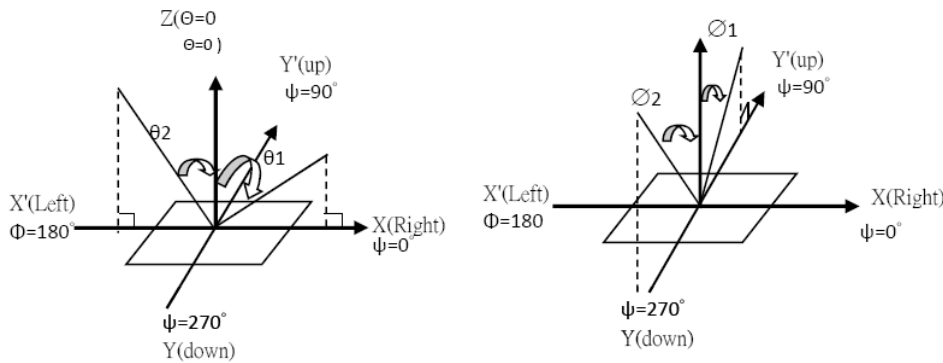 Z(Θ=0
Θ=0 )
Y'(up)
ψ=90°
θ2
θ1
X'(Left)
Φ=180°
X(Right)
ψ=0°
ψ=270°
Y(down)
∅1
Y'(up)
ψ=90°
∅2
X'(Left)
Φ=180
X(Right)
ψ=0°
ψ=270°
Y(down)